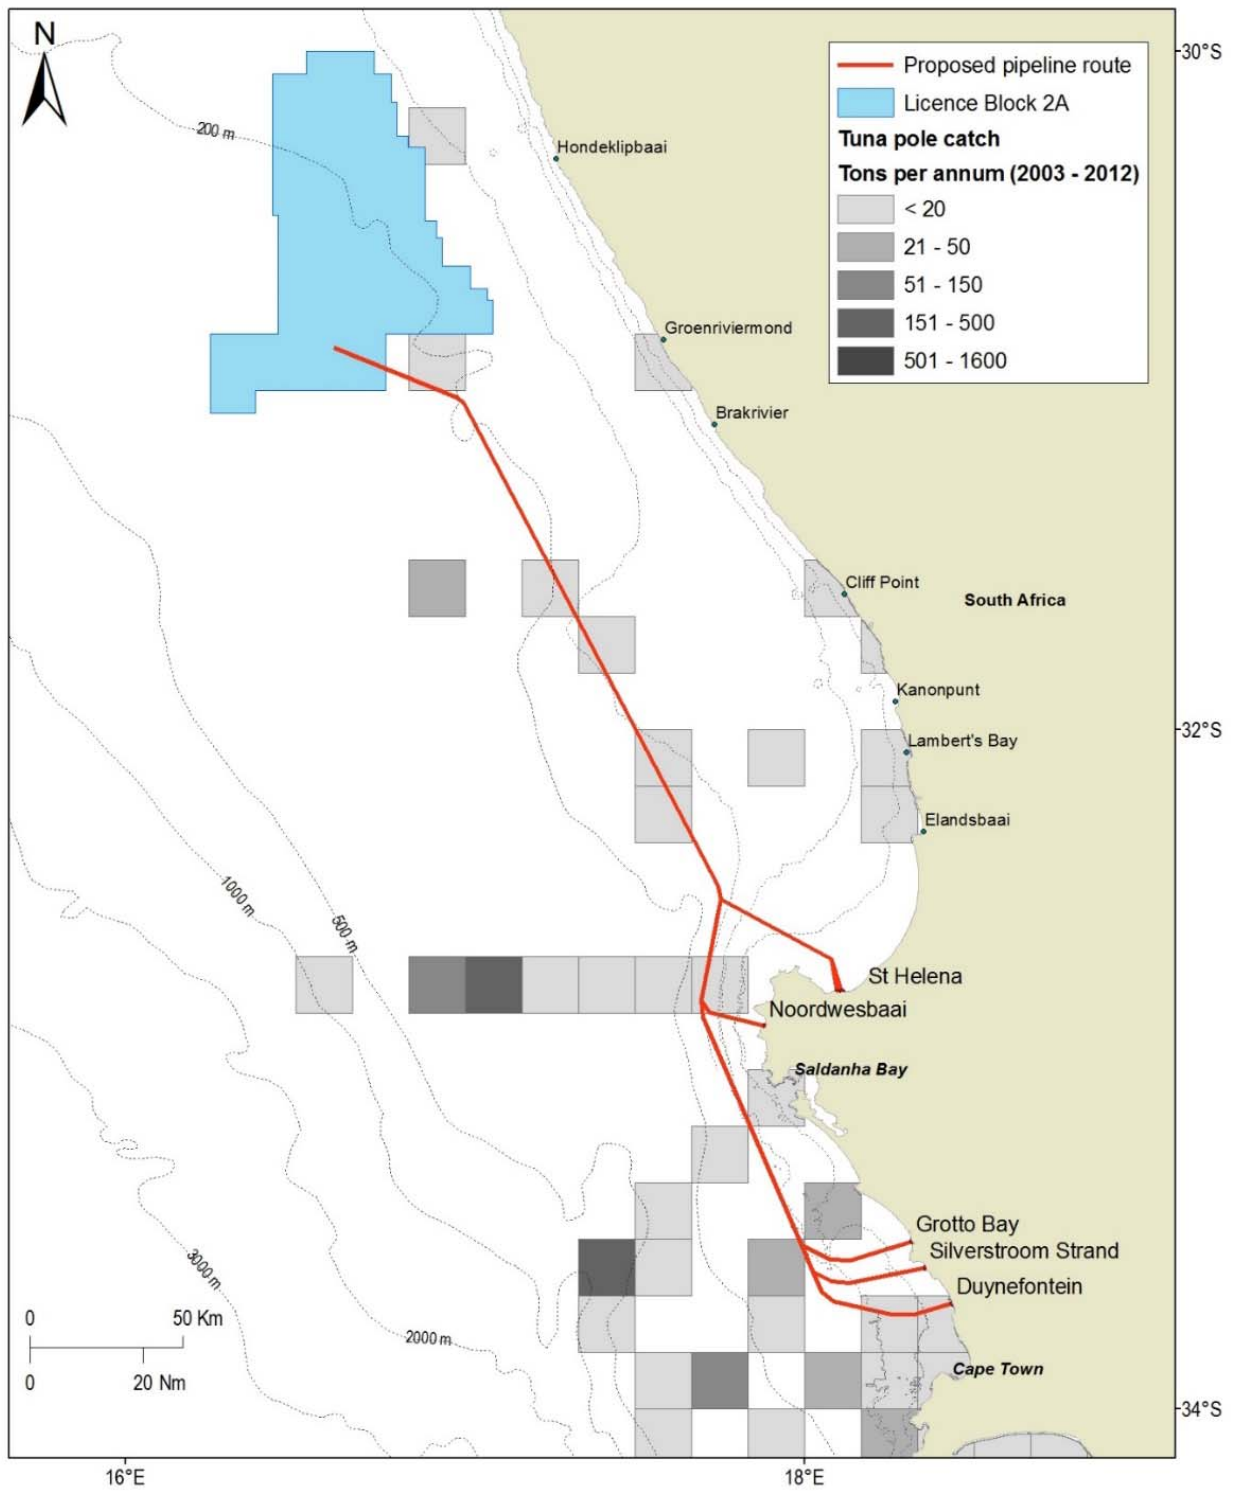 N
30°S
Proposed pipeline route
Licence Block 2A
Tuna pole catch
Tons per annum (2003 - 2012)
< 20
21 - 50
51 - 150
151 - 500
501 - 1600
200 m
Hondeklipbaai
Groenriviermond
Brakrivier
Cliff Point
South Africa
Kanonpunt
32°S
Lambert's Bay
Elandsbaai
1000 m
500 m
St Helena
Noordwesbaai
Saldanha Bay
Grotto Bay
Silverstroom Strand
3000 m
Duynefontein
0 50 Km
2000 m
Cape Town
0 20 Nm
34°S
16°E 18°E